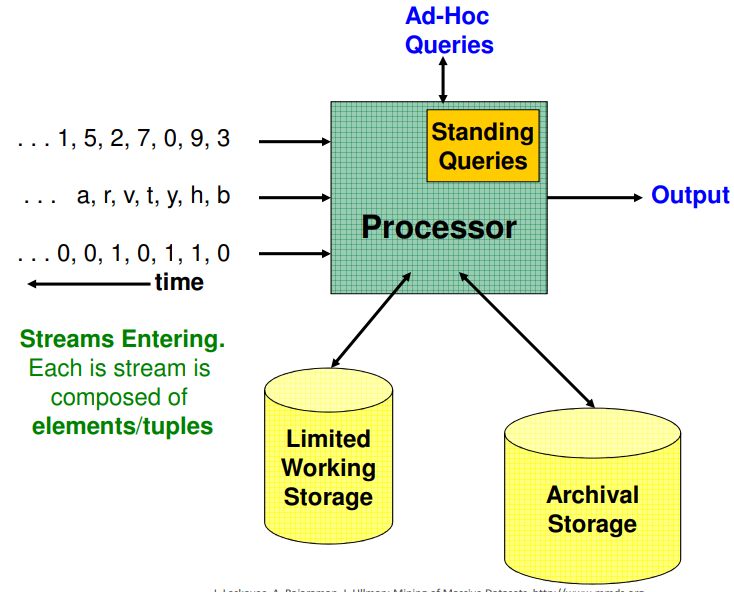 Ad-Hoc
Queries
Standing
Queries
. . . 1, 5, 2, 7, 0, 9, 3
. . . a, r, v, t, y, h, b
. . . 0, 0, 1, 0, 1, 1, 0
time
Processor
Output
Streams Entering.
Each is stream is
composed of
elements/tuples
Limited
Working
Storage
Archival
Storage